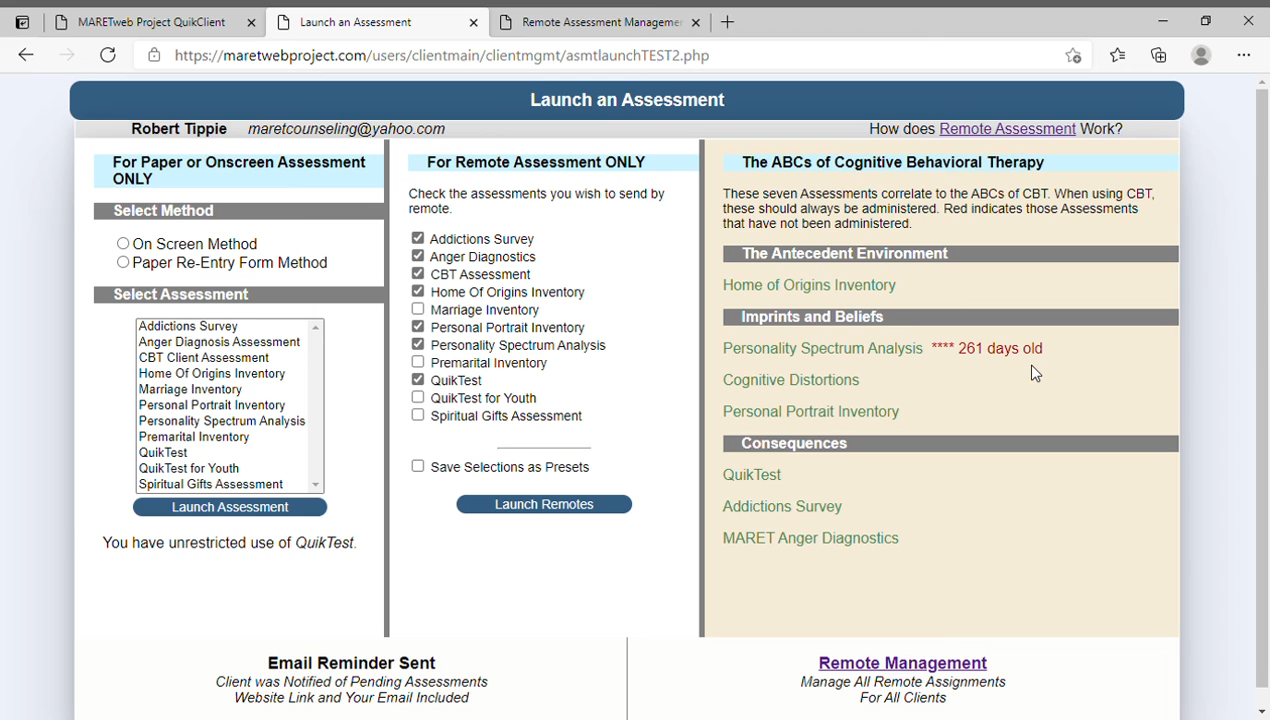 MARETweb Project QuikClient
Launch an Assessment
Remote Assessment Manageme
https://maretwebproject.com/users/clientmain/clientmgmt/asmtlaunchTEST2.php
Launch an Assessment
Robert Tippie maretcounseling@yahoo.com
How does Remote Assessment Work?
For Paper or Onscreen Assessment
ONLY
Select Method
On Screen Method
Paper Re-Entry Form Method
Select Assessment
Addictions Survey
Anger Diagnosis Assessment
CBT Client Assessment
Home Of Origins Inventory
Marriage Inventory
Personal Portrait Inventory
Personality Spectrum Analysis
Premarital Inventory
QuikTest
QuikTest for Youth
Spiritual Gifts Assessment
Launch Assessment
You have unrestricted use of QuikTest.
For Remote Assessment ONLY
Check the assessments you wish to send by
remote.
Addictions Survey
Anger Diagnostics
CBT Assessment
Home Of Origins Inventory
Marriage Inventory
Personal Portrait Inventory
Personality Spectrum Analysis
Premarital Inventory
QuikTest
QuikTest for Youth
Spiritual Gifts Assessment
Save Selections as Presets
Launch Remotes
The ABCs of Cognitive Behavioral Therapy
These seven Assessments correlate to the ABCs of CBT. When using CBT,
these should always be administered. Red indicates those Assessments
that have not been administered.
The Antecedent Environment
Home of Origins Inventory
Imprints and Beliefs
Personality Spectrum Analysis **** 261 days old
Cognitive Distortions
Personal Portrait Inventory
Consequences
QuikTest
Addictions Survey
MARET Anger Diagnostics
Email Reminder Sent
Client was Notified of Pending Assessments
Website Link and Your Email Included
Remote Management
Manage All Remote Assignments
For All Clients